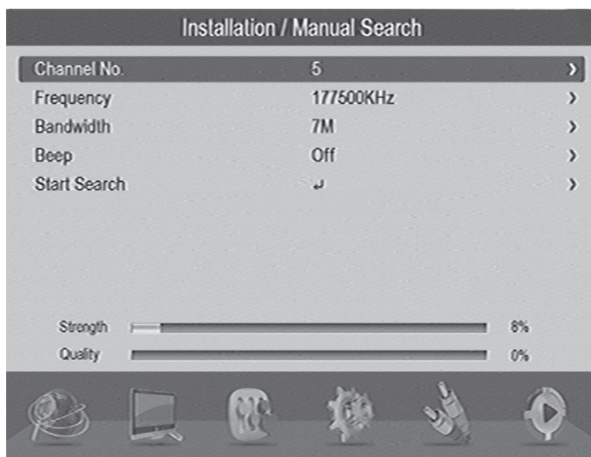 Installation / Manual Search
Channel No. 5
Frequency 177500KHz
Bandwidth 7M
Beep Off
Start Search
Strength 8%
Quality 0%